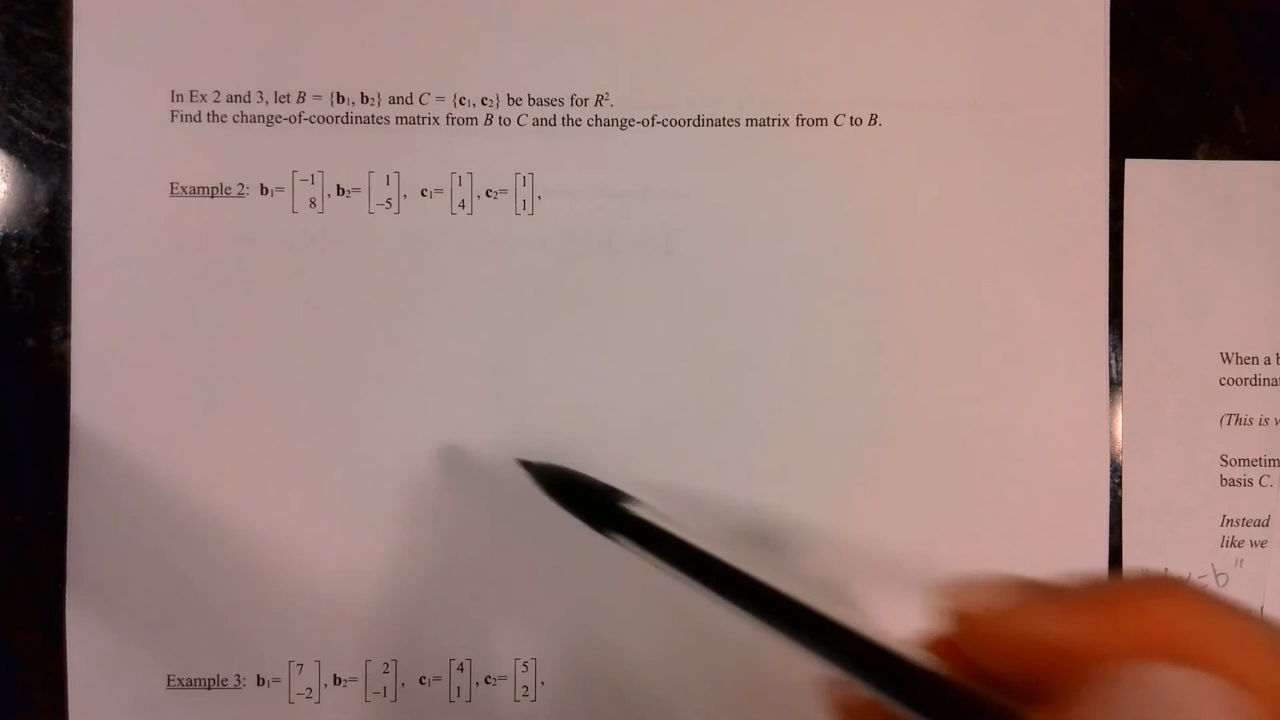 In Ex 2 and 3, let B = {b₁, b₂} and C = {c₁, c₂} be bases for R².
Find the change-of-coordinates matrix from B to C and the change-of-coordinates matrix from C to B.
Example 2: b₁= [−1 8], b₂= [1 −5], c₁= [1 4], c₂= [1 1],
Example 3: b₁= [7 −2], b₂= [2 −1], c₁= [4 1], c₂= [5 2],
When a
coordina
(This is
Sometim
basis C.
Instead
like we
=b"